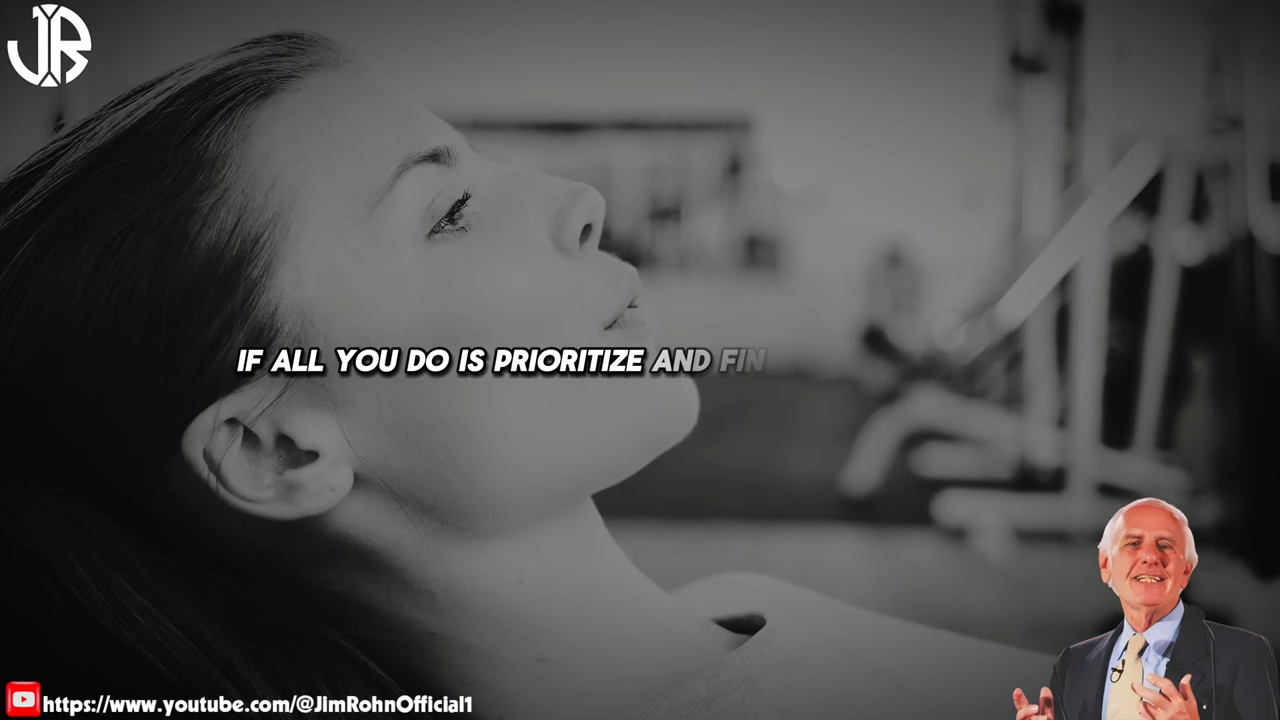 JR
IF ALL YOU DO IS PRIORITIZE AND FIN
https://www.youtube.com/@JimRohnOfficial1